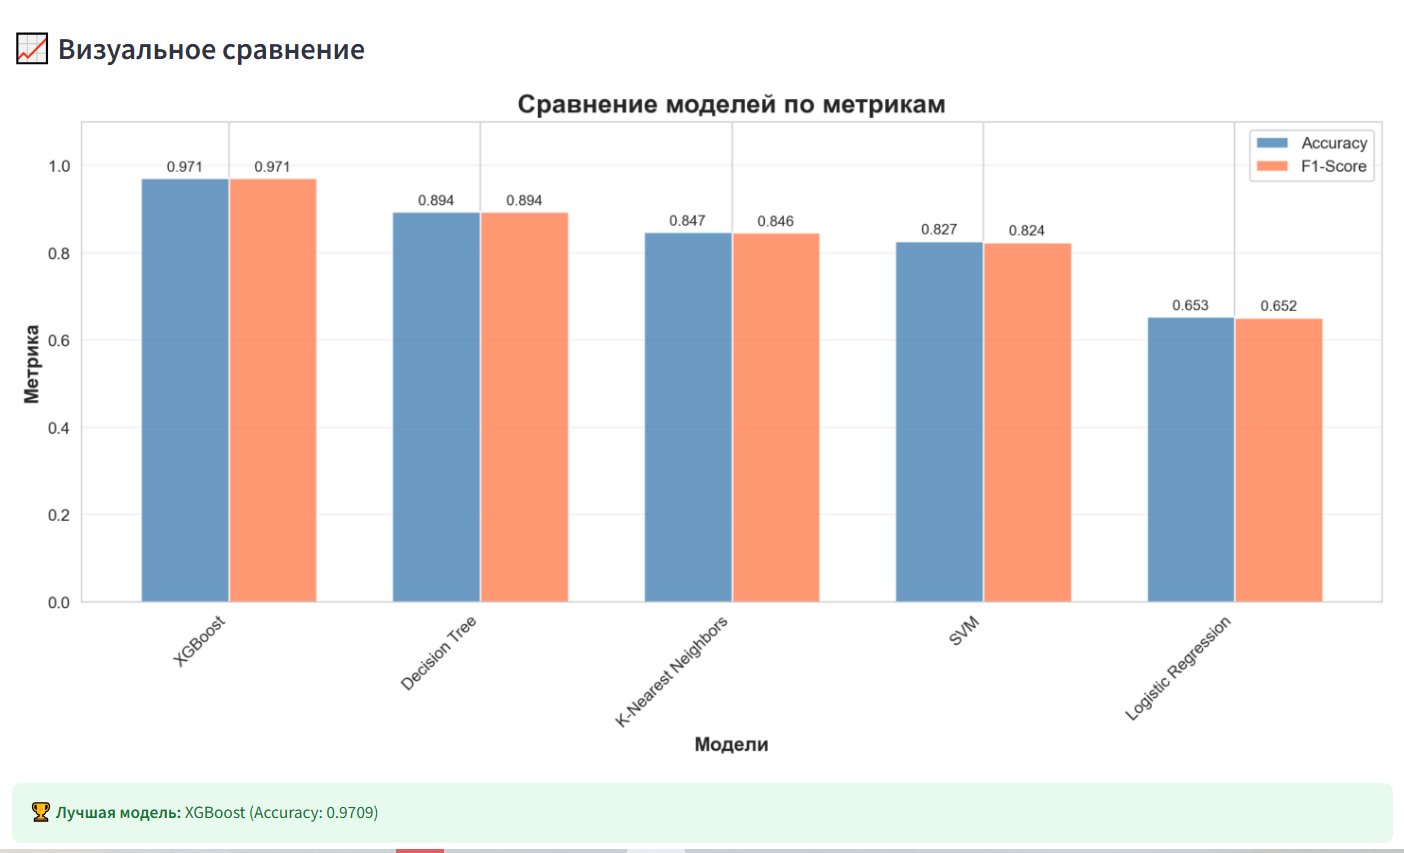 📈 Визуальное сравнение
Сравнение моделей по метрикам
Accuracy
F1-Score
Метрика
1.0
0.8
0.6
0.4
0.2
0.0
0.971 0.971
0.894 0.894
0.847 0.846
0.827 0.824
0.653 0.652
XGBoost
Decision Tree
K-Nearest Neighbors
SVM
Logistic Regression
Модели
🏆 Лучшая модель: XGBoost (Accuracy: 0.9709)